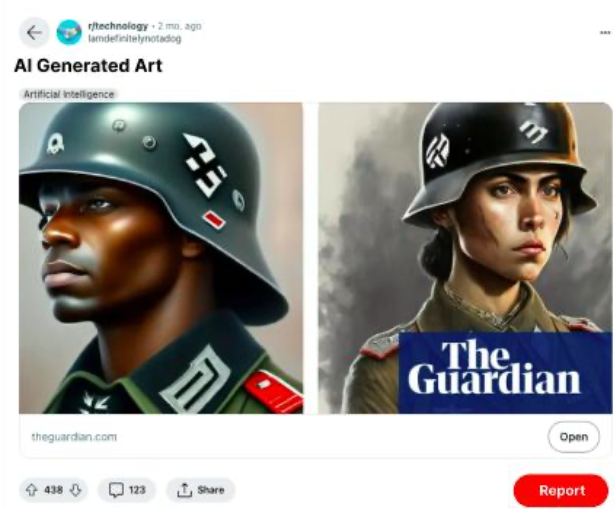 r/technology • 2 mo. ago
Iamdefinitelynotadog
AI Generated Art
Artificial Intelligence
The
Guardian
theguardian.com
Open
438
123
Share
Report